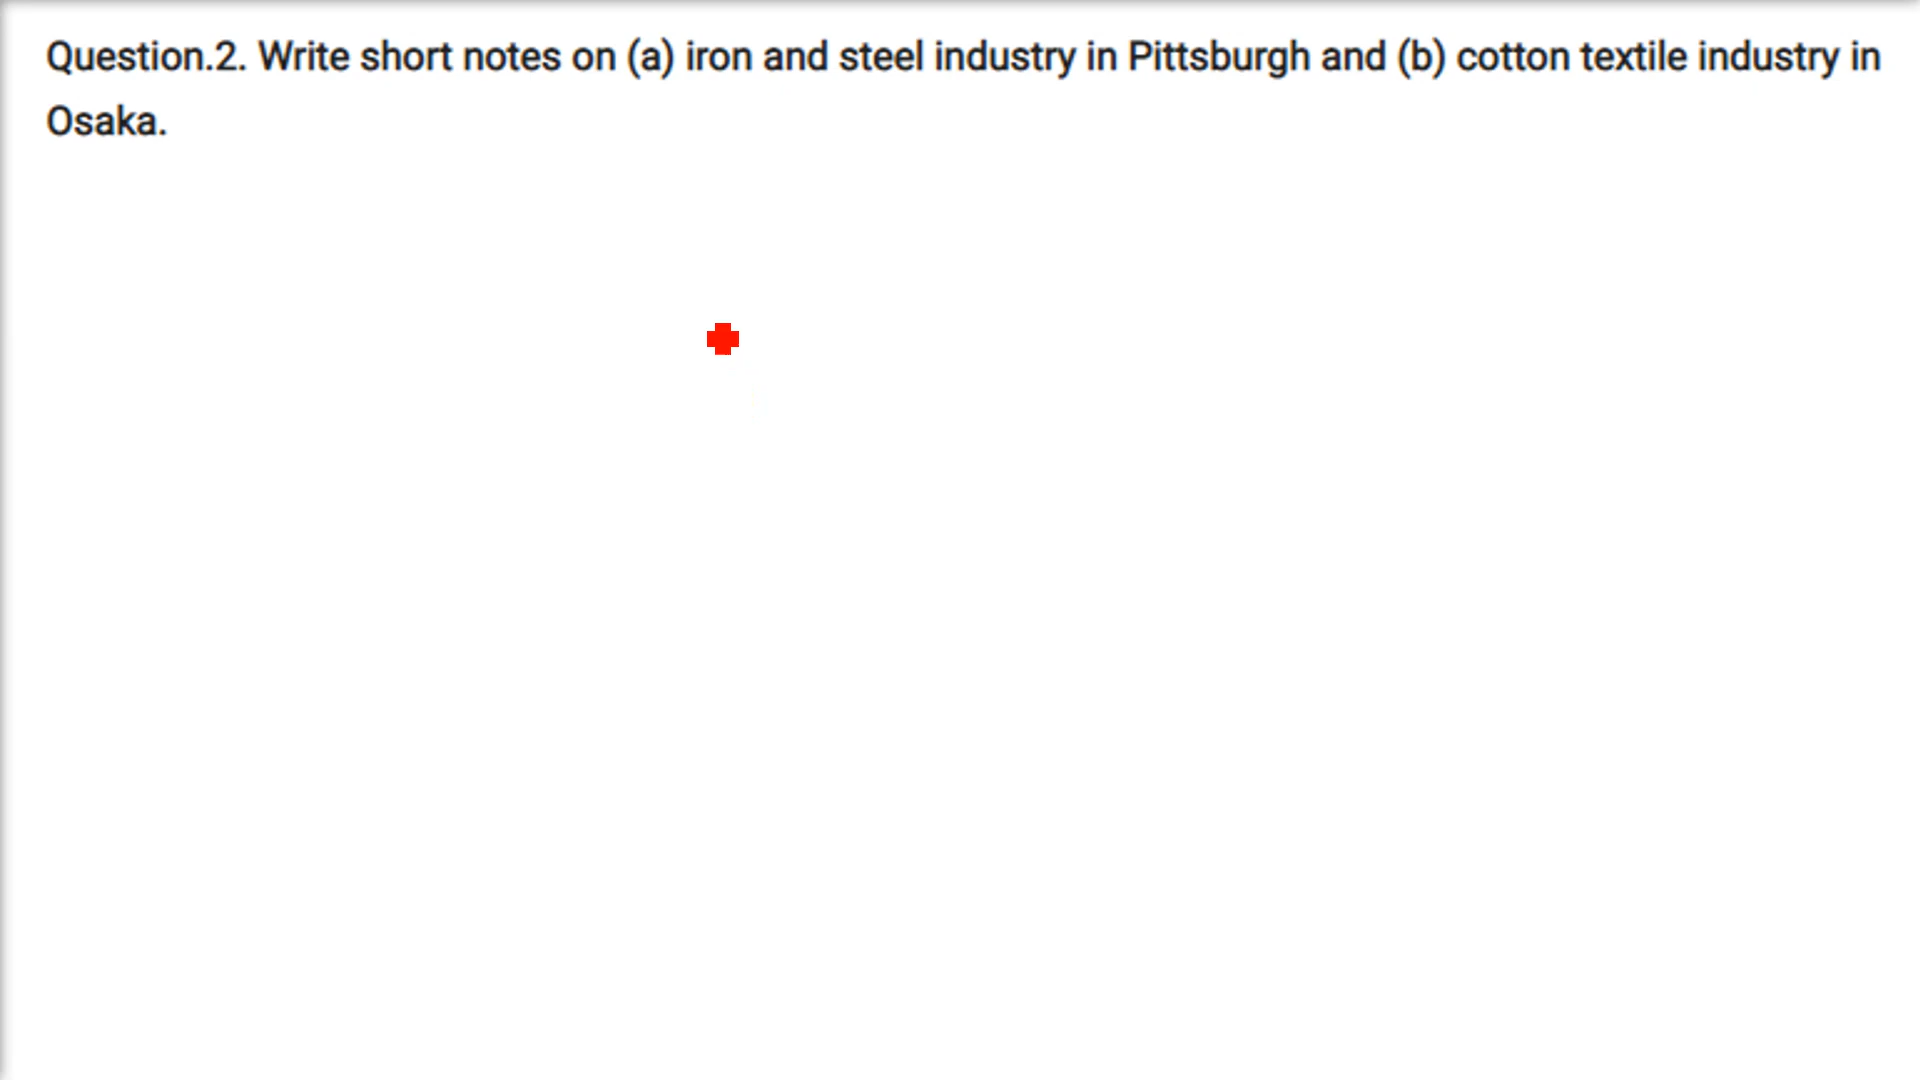 Question.2. Write short notes on (a) iron and steel industry in Pittsburgh and (b) cotton textile industry in
Osaka.